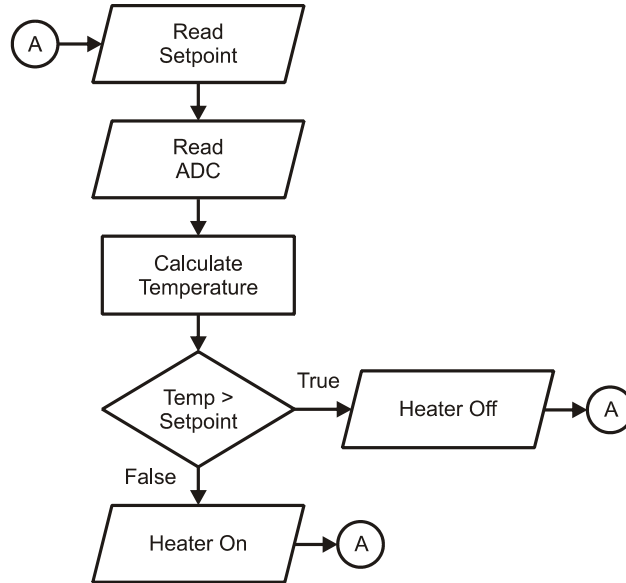 A
Read
Setpoint
Read
ADC
Calculate
Temperature
Temp >
Setpoint
True
Heater Off
A
False
Heater On
A